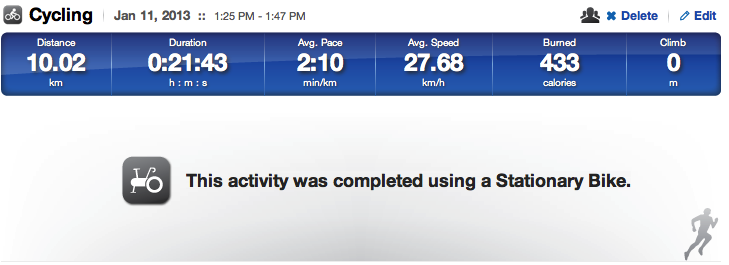 Cycling Jan 11, 2013 :: 1:25 PM - 1:47 PM Delete Edit
Distance Duration Avg. Pace Avg. Speed Burned Climb
10.02 0:21:43 2:10 27.68 433 0
km h : m : s min/km km/h calories m
This activity was completed using a Stationary Bike.